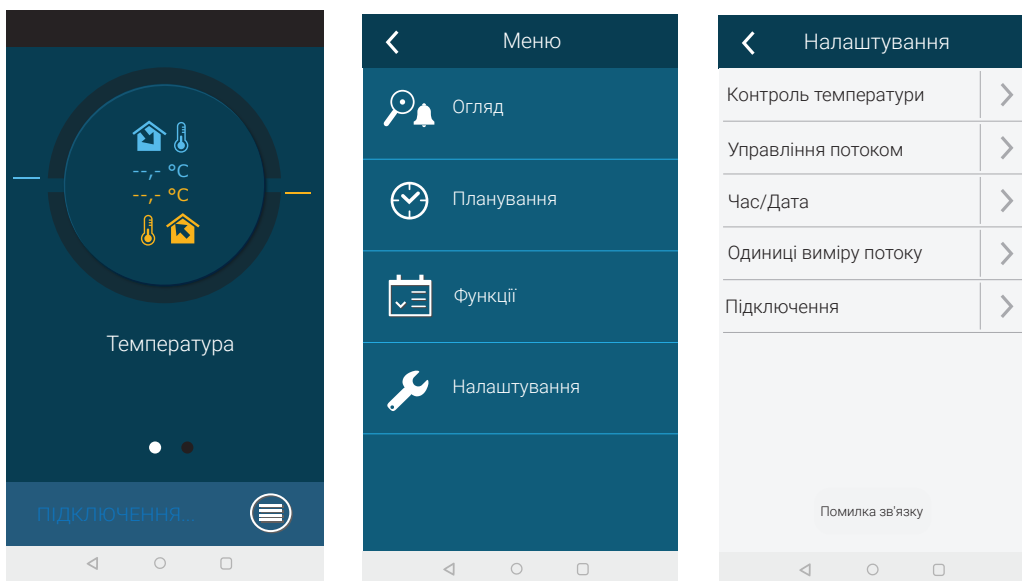 --,- °C
--,- °C
Температура
ПІДКЛЮЧЕННЯ...
Меню
Огляд
Планування
Функції
Налаштування
Налаштування
Контроль температури
Управління потоком
Час/Дата
Одиниці виміру потоку
Підключення
Помилка зв'язку